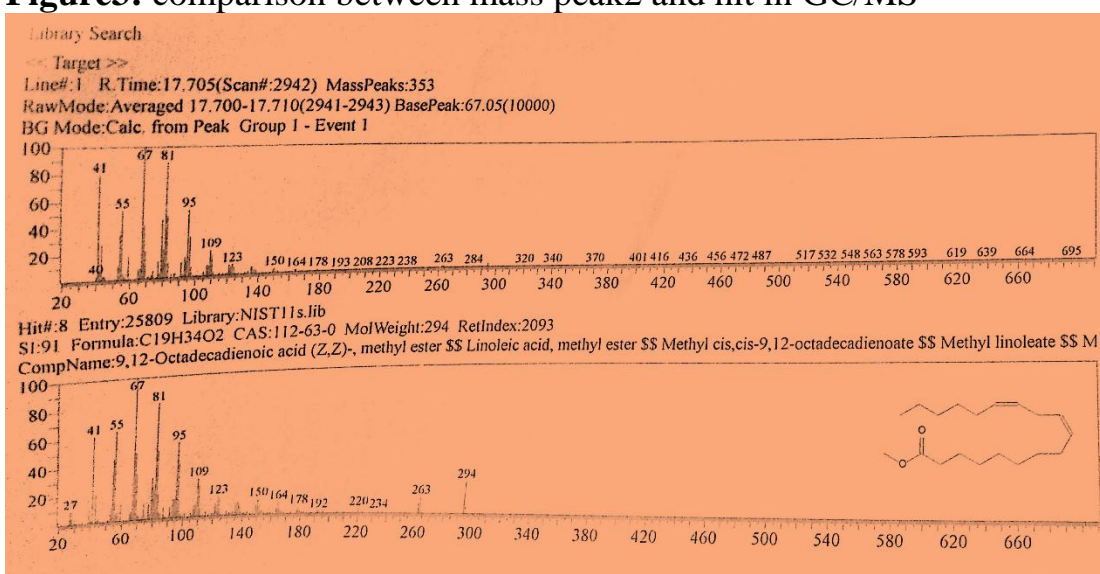 Figure3: comparison between mass peak2 and hit in GC/MS
Library Search
<< Target >>
Line#:1 R.Time:17.705(Scan#:2942) MassPeaks:353
RawMode:Averaged 17.700-17.710(2941-2943) BasePeak:67.05(10000)
BG Mode:Calc. from Peak Group 1 - Event 1
100
80
60
40
20
41 67 81
55 95
109
40 123 150 164 178 193 208 223 238 263 284 320 340 370 401 416 436 456 472 487 517 532 548 563 578 593 619 639 664 695
20 60 100 140 180 220 260 300 340 380 420 460 500 540 580 620 660
Hit#:8 Entry:25809 Library:NIST11s.lib
SI:91 Formula:C19H34O2 CAS:112-63-0 MolWeight:294 RetIndex:2093
CompName:9,12-Octadecadienoic acid (Z,Z)-, methyl ester $$ Linoleic acid, methyl ester $$ Methyl cis,cis-9,12-octadecadienoate $$ Methyl linoleate $$ M
100
80
60
40
20
67
81
41 55 95
109
27 123 150 164 178 192 220 234 263 294
O
O
20 60 100 140 180 220 260 300 340 380 420 460 500 540 580 620 660